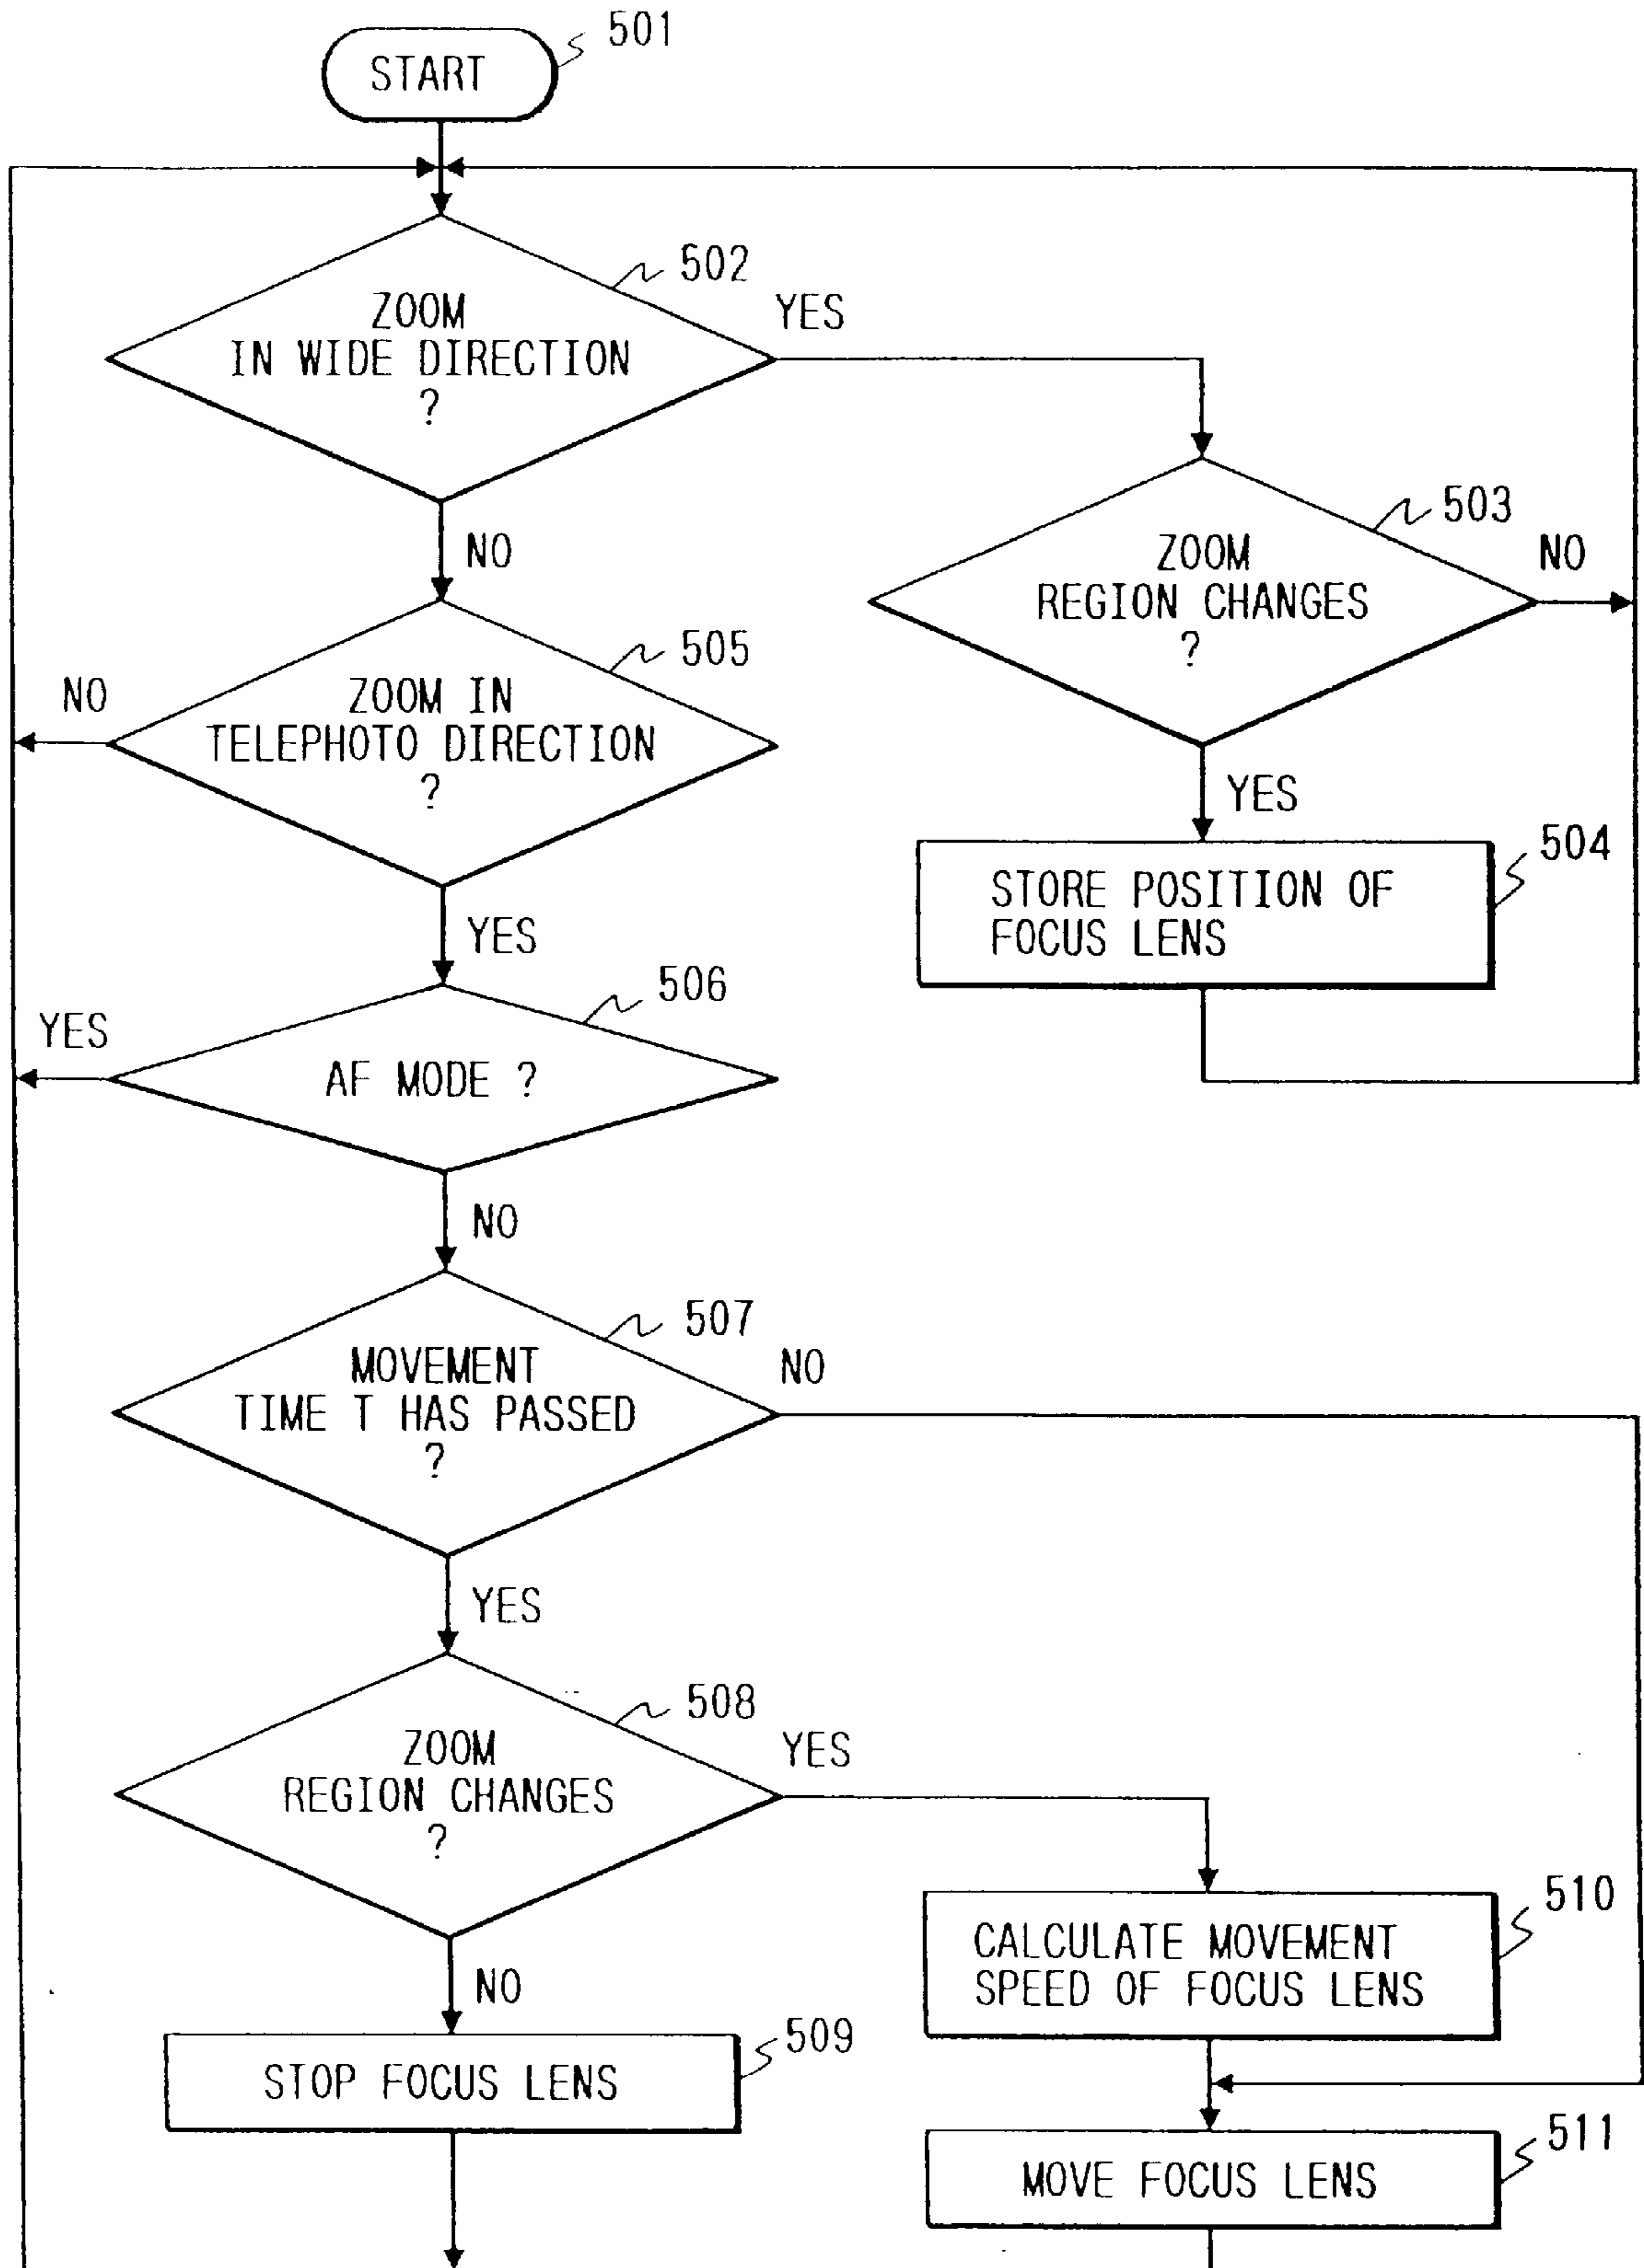 START
501
ZOOM
IN WIDE DIRECTION
?
502
YES
NO
ZOOM
REGION CHANGES
?
503
NO
YES
STORE POSITION OF
FOCUS LENS
504
ZOOM IN
TELEPHOTO DIRECTION
?
505
NO
YES
AF MODE ?
506
YES
NO
MOVEMENT
TIME T HAS PASSED
?
507
NO
YES
ZOOM
REGION CHANGES
?
508
YES
NO
STOP FOCUS LENS
509
CALCULATE MOVEMENT
SPEED OF FOCUS LENS
510
MOVE FOCUS LENS
511